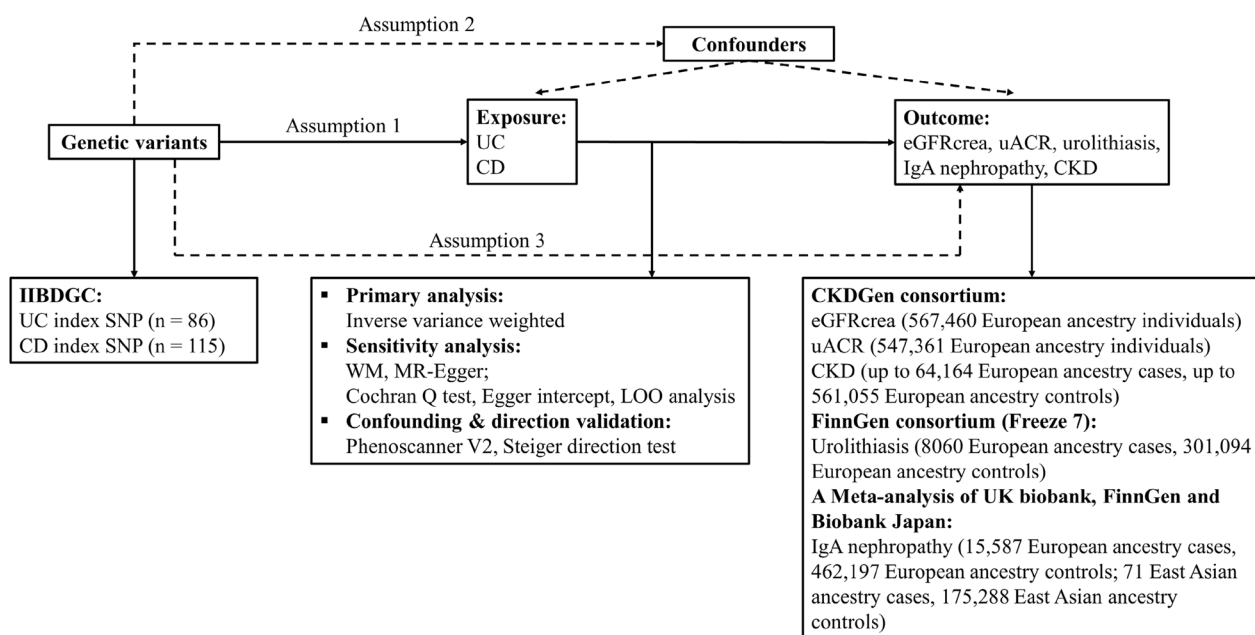 Assumption 2
Confounders
Genetic variants
Assumption 1
Exposure:
UC
CD
Outcome:
eGFRcrea, uACR, urolithiasis,
IgA nephropathy, CKD
Assumption 3
IIBDGC:
UC index SNP (n = 86)
CD index SNP (n = 115)
▪ Primary analysis:
Inverse variance weighted
▪ Sensitivity analysis:
WM, MR-Egger;
Cochran Q test, Egger intercept, LOO analysis
▪ Confounding & direction validation:
Phenoscanner V2, Steiger direction test
CKDGen consortium:
eGFRcrea (567,460 European ancestry individuals)
uACR (547,361 European ancestry individuals)
CKD (up to 64,164 European ancestry cases, up to
561,055 European ancestry controls)
FinnGen consortium (Freeze 7):
Urolithiasis (8060 European ancestry cases, 301,094
European ancestry controls)
A Meta-analysis of UK biobank, FinnGen and
Biobank Japan:
IgA nephropathy (15,587 European ancestry cases,
462,197 European ancestry controls; 71 East Asian
ancestry cases, 175,288 East Asian ancestry
controls)